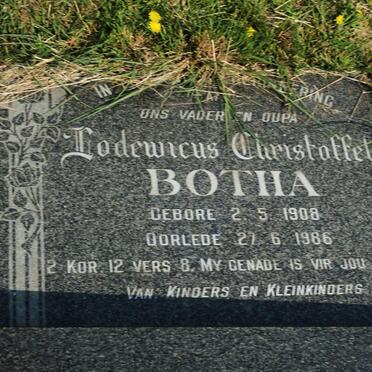 IN
RING
ONS VADER EN OUPA
Lodewicus Christoffel
BOTHA
GEBORE 2. 5. 1908
OORLEDE 27. 6. 1986
2 KOR. 12 VERS 8, MY GENADE IS VIR JOU
VAN KINDERS EN KLEINKINDERS